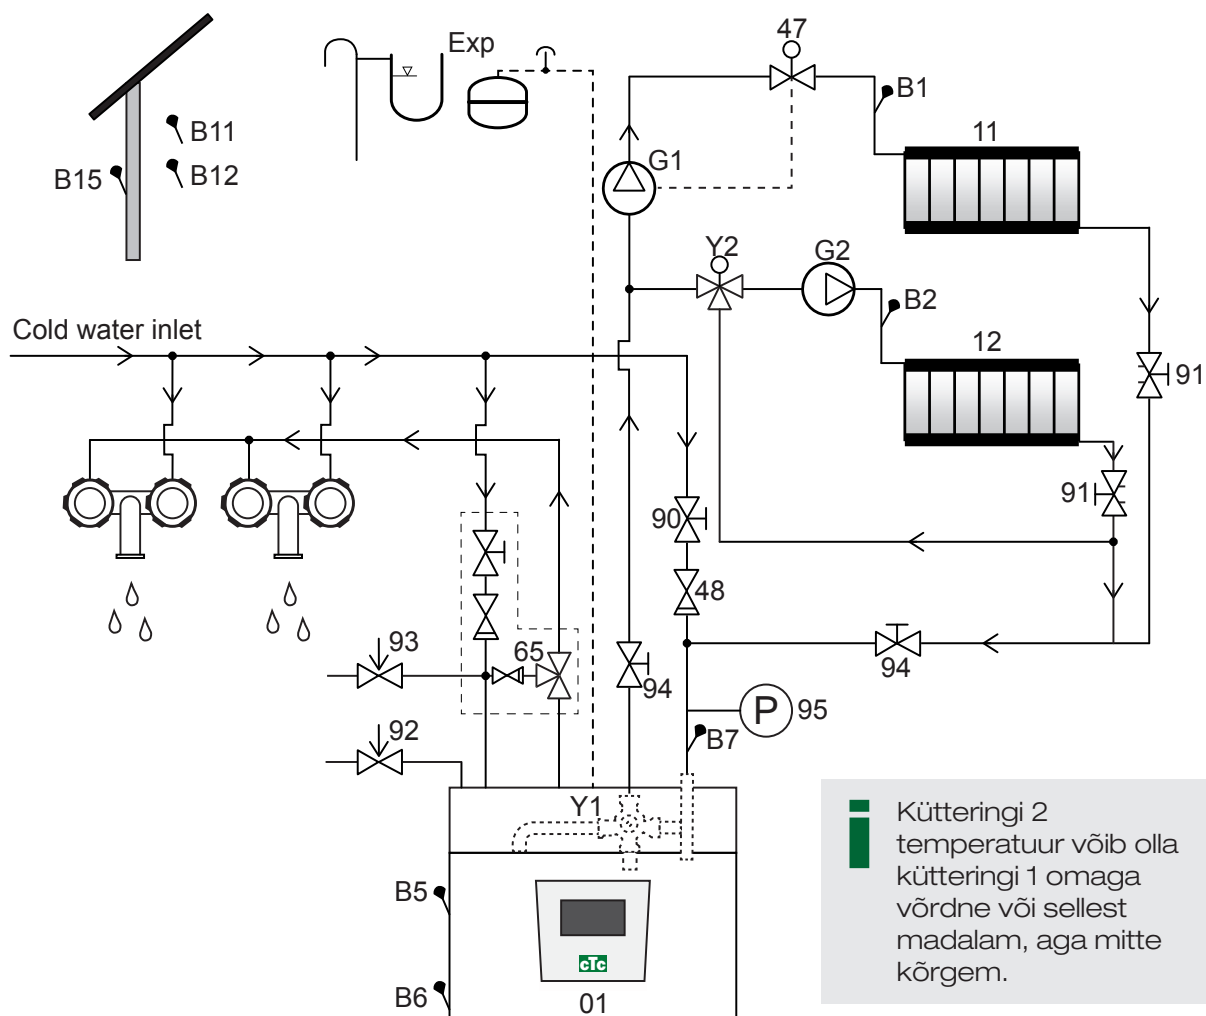 47
Exp
B1
B11
11
G1
B12
B15
Y2
G2
B2
Cold water inlet
12
91
91
90
48
65
93
94
94
P 95
92
B7
Y1
Kütteringi 2
temperatuur võib olla
kütteringi 1 omaga
võrdne või sellest
madalam, aga mitte
kõrgem.
B5
cTc
B6
01